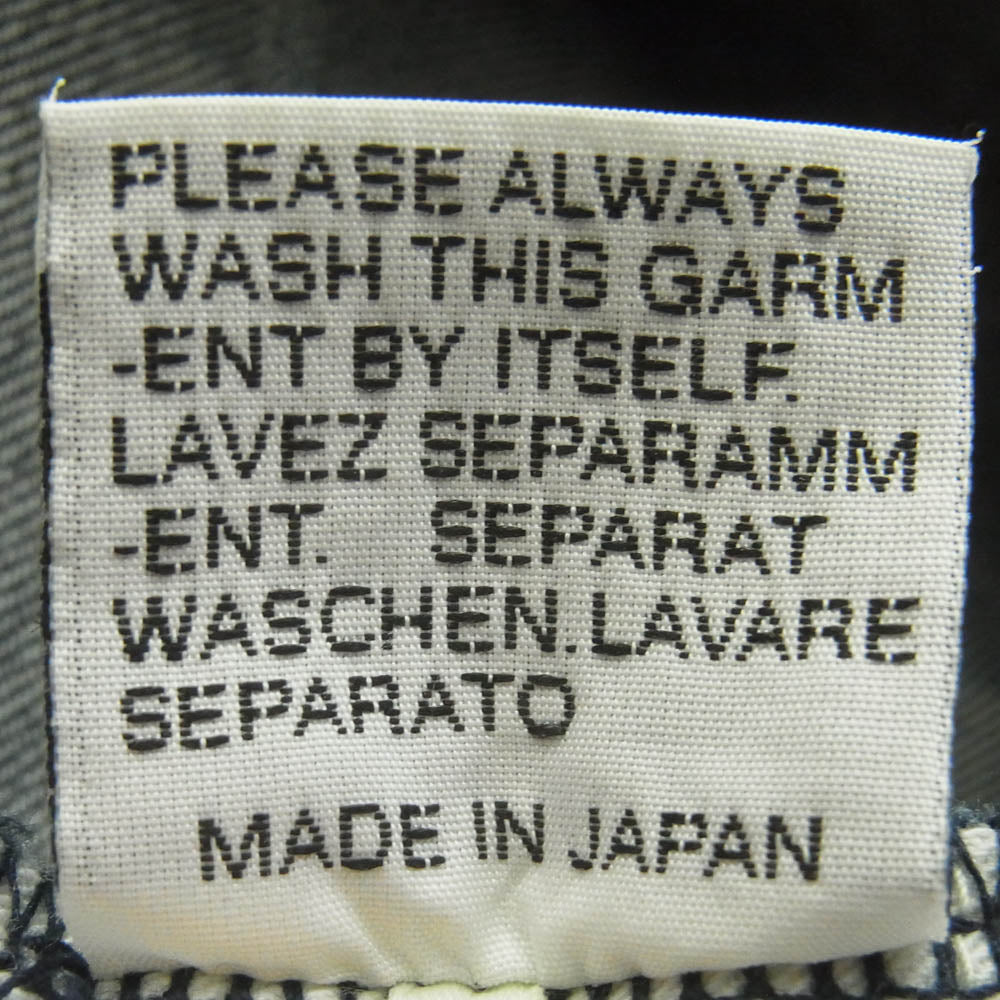 PLEASE ALWAYS
WASH THIS GARM
-ENT BY ITSELF.
LAVEZ SEPARAMM
-ENT. SEPARAT
WASCHEN.LAVARE
SEPARATO
MADE IN JAPAN